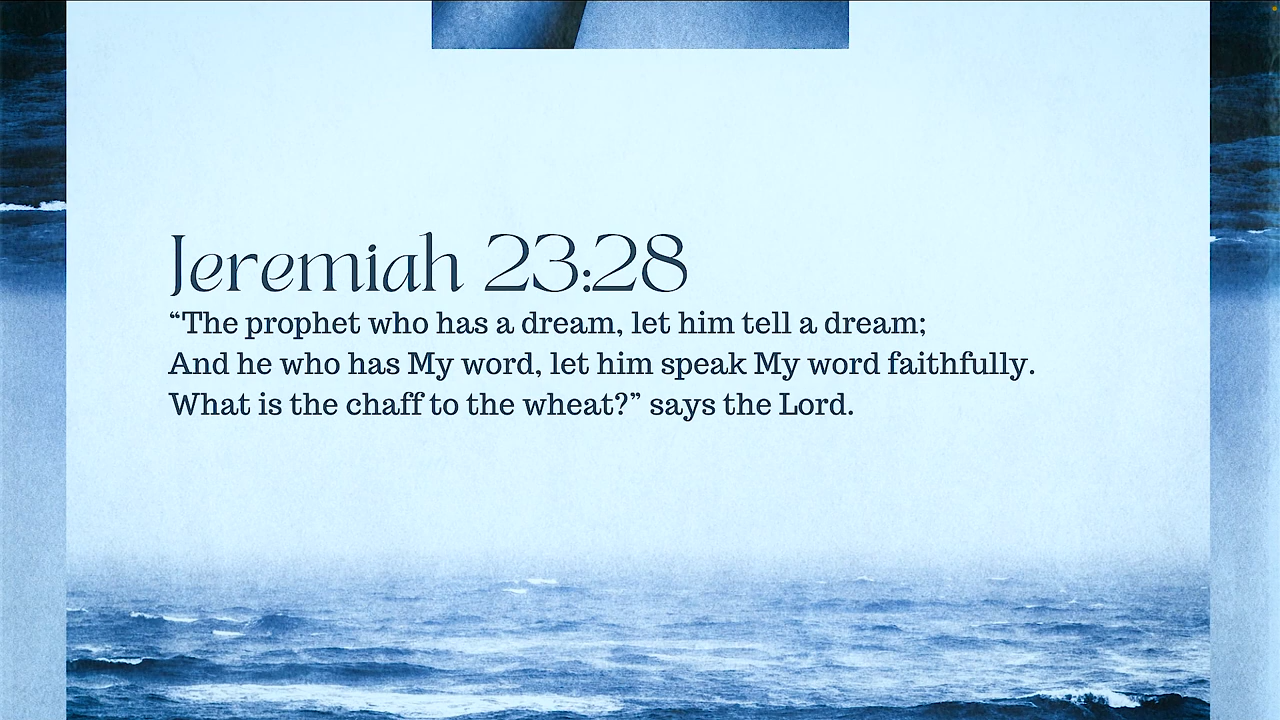 Jeremiah 23:28
“The prophet who has a dream, let him tell a dream;
And he who has My word, let him speak My word faithfully.
What is the chaff to the wheat?” says the Lord.